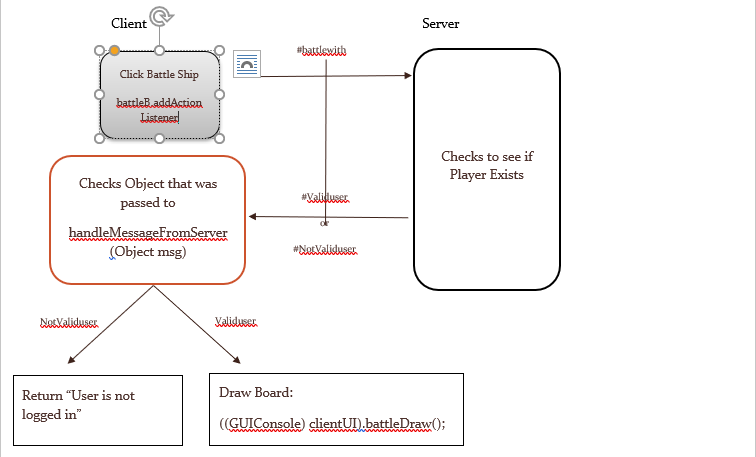 Client
Server
#battlewith
Click Battle Ship
battleB.addAction
Listener
Checks to see if
Player Exists
Checks Object that was
passed to
handleMessageFromServer
(Object msg)
#Validuser
or
#NotValiduser
NotValiduser
Validuser
Return “User is not
logged in”
Draw Board:
((GUIConsole) clientUI).battleDraw();